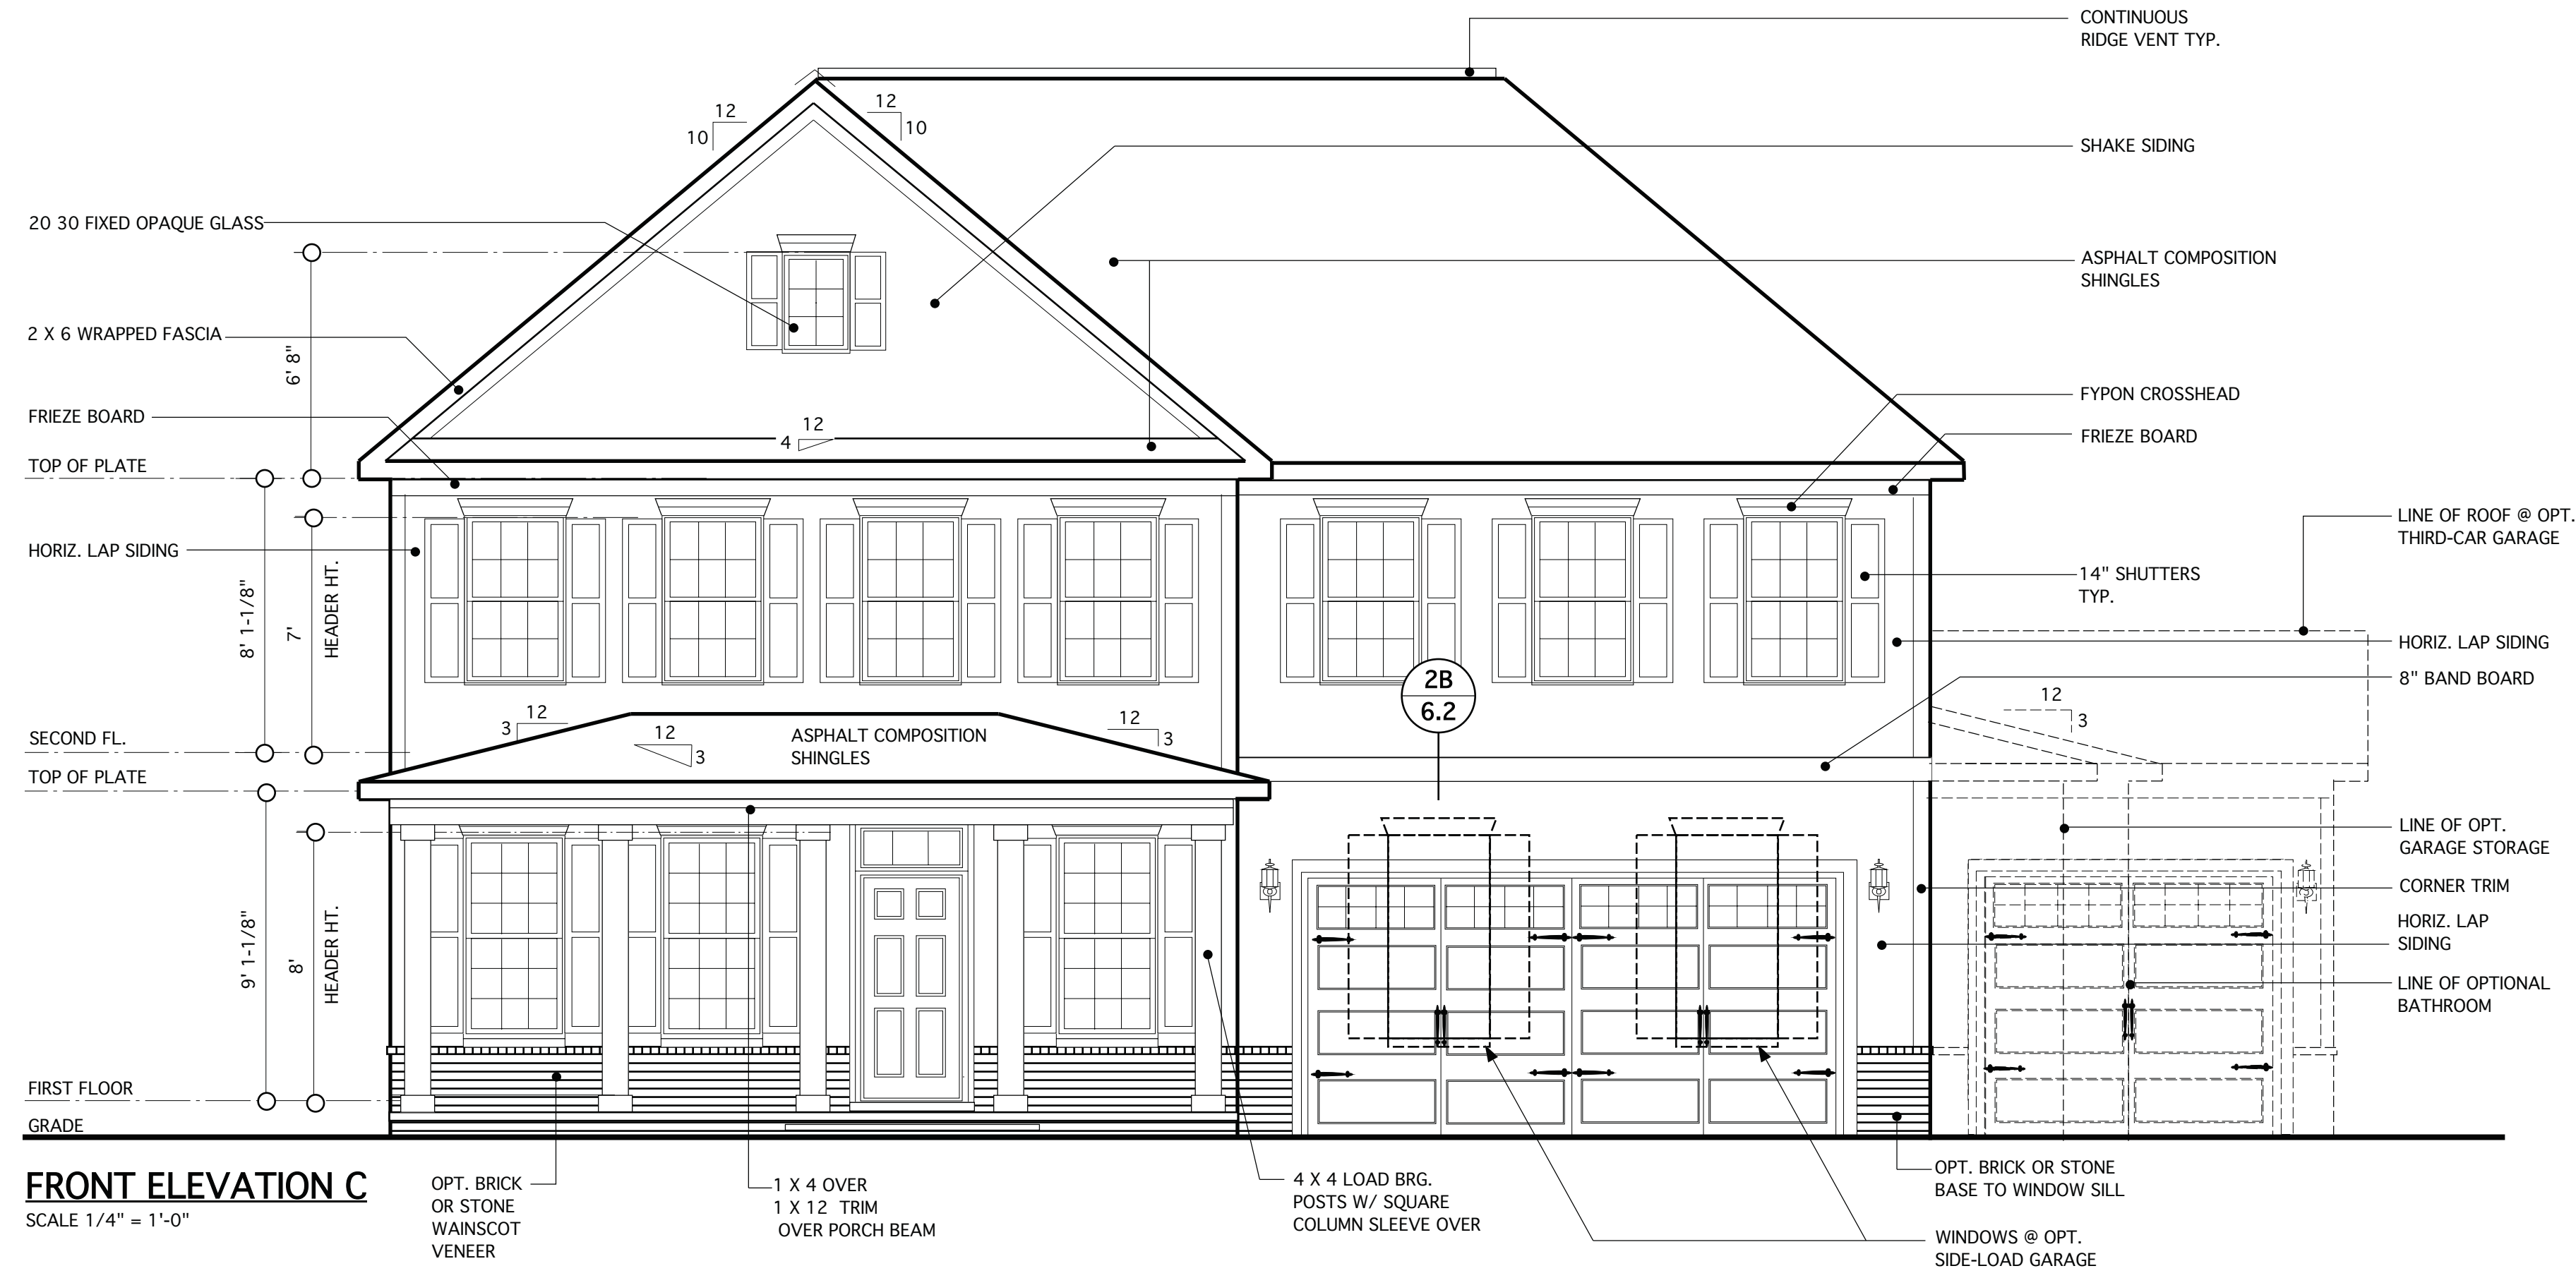 CONTINUOUS
RIDGE VENT TYP.
12
10
12
10
SHAKE SIDING
20 30 FIXED OPAQUE GLASS
ASPHALT COMPOSITION
SHINGLES
2 X 6 WRAPPED FASCIA
6' 8"
FYPON CROSSHEAD
FRIEZE BOARD
12
4
FRIEZE BOARD
TOP OF PLATE
LINE OF ROOF @ OPT.
THIRD-CAR GARAGE
HORIZ. LAP SIDING
14" SHUTTERS
TYP.
8' 1-1/8"
7'
HEADER HT.
HORIZ. LAP SIDING
8" BAND BOARD
2B
6.2
12
3
12
3
12
3
12
3
ASPHALT COMPOSITION
SHINGLES
SECOND FL.
TOP OF PLATE
LINE OF OPT.
GARAGE STORAGE
CORNER TRIM
HORIZ. LAP
SIDING
9' 1-1/8"
8'
HEADER HT.
LINE OF OPTIONAL
BATHROOM
FIRST FLOOR
GRADE
FRONT ELEVATION C
SCALE 1/4" = 1'-0"
OPT. BRICK
OR STONE
WAINSCOT
VENEER
1 X 4 OVER
1 X 12 TRIM
OVER PORCH BEAM
4 X 4 LOAD BRG.
POSTS W/ SQUARE
COLUMN SLEEVE OVER
OPT. BRICK OR STONE
BASE TO WINDOW SILL
WINDOWS @ OPT.
SIDE-LOAD GARAGE